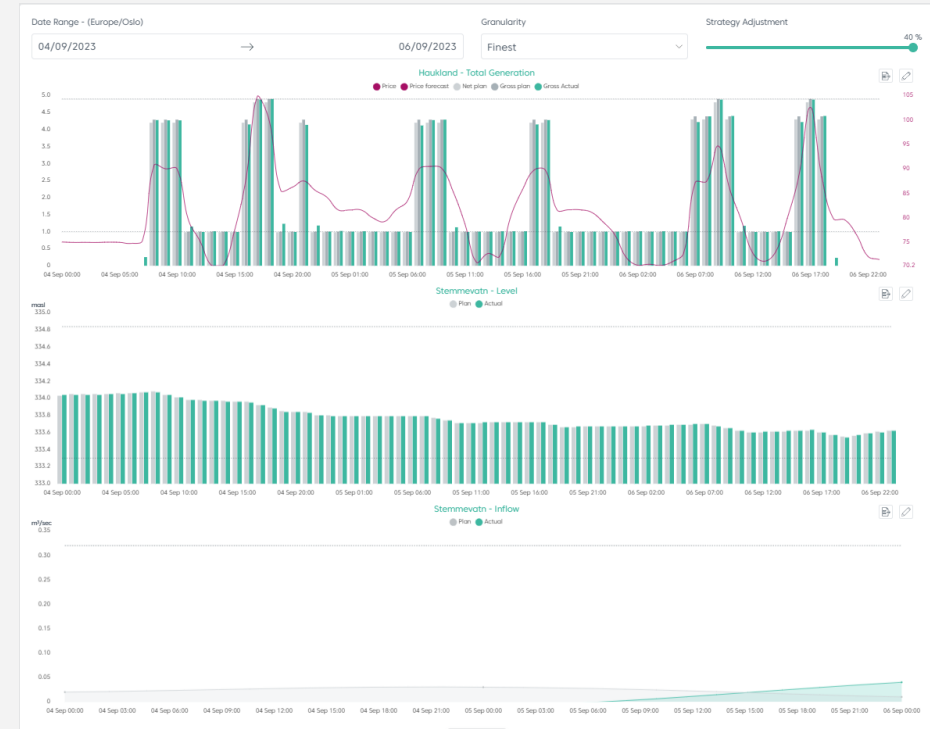 Date Range - (Europe/Oslo)
Granularity
Strategy Adjustment
04/09/2023 → 06/09/2023
Finest
40 %
Haukland - Total Generation
Price Price forecast Net plan Gross plan Gross Actual
5.0
4.5
4.0
3.5
3.0
2.5
2.0
1.5
1.0
0.5
0
105
100
95
90
85
80
75
70.2
04 Sep 00:00 04 Sep 05:00 04 Sep 10:00 04 Sep 15:00 04 Sep 20:00 05 Sep 01:00 05 Sep 06:00 05 Sep 11:00 05 Sep 16:00 05 Sep 21:00 06 Sep 02:00 06 Sep 07:00 06 Sep 12:00 06 Sep 17:00 06 Sep 22:00
Stemmevatn - Level
Plan Actual
masl
335.0
334.8
334.6
334.4
334.2
334.0
333.8
333.6
333.4
333.2
333.0
04 Sep 00:00 04 Sep 05:00 04 Sep 10:00 04 Sep 15:00 04 Sep 20:00 05 Sep 01:00 05 Sep 06:00 05 Sep 11:00 05 Sep 16:00 05 Sep 21:00 06 Sep 02:00 06 Sep 07:00 06 Sep 12:00 06 Sep 17:00 06 Sep 22:00
Stemmevatn - Inflow
Plan Actual
m³/sec
0.35
0.30
0.25
0.20
0.15
0.10
0.05
0
04 Sep 00:00 04 Sep 03:00 04 Sep 06:00 04 Sep 09:00 04 Sep 12:00 04 Sep 15:00 04 Sep 18:00 04 Sep 21:00 05 Sep 00:00 05 Sep 03:00 05 Sep 06:00 05 Sep 09:00 05 Sep 12:00 05 Sep 15:00 05 Sep 18:00 05 Sep 21:00 06 Sep 00:00